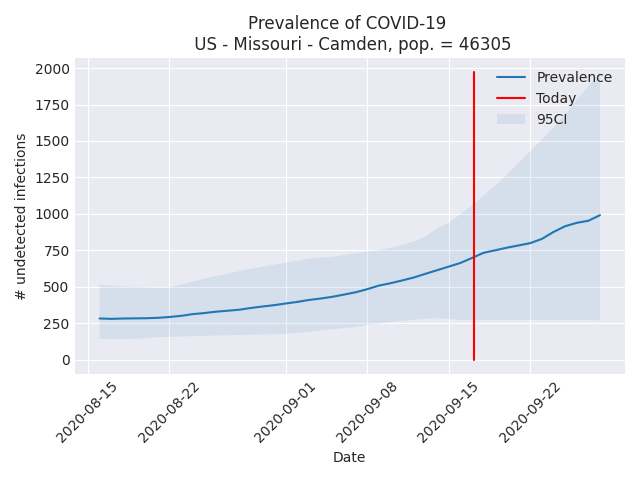 Prevalence of COVID-19
US - Missouri - Camden, pop. = 46305
Prevalence
Today
95CI
# undetected infections
2000
1750
1500
1250
1000
750
500
250
0
2020-08-15
2020-08-22
2020-09-01
2020-09-08
2020-09-15
2020-09-22
Date